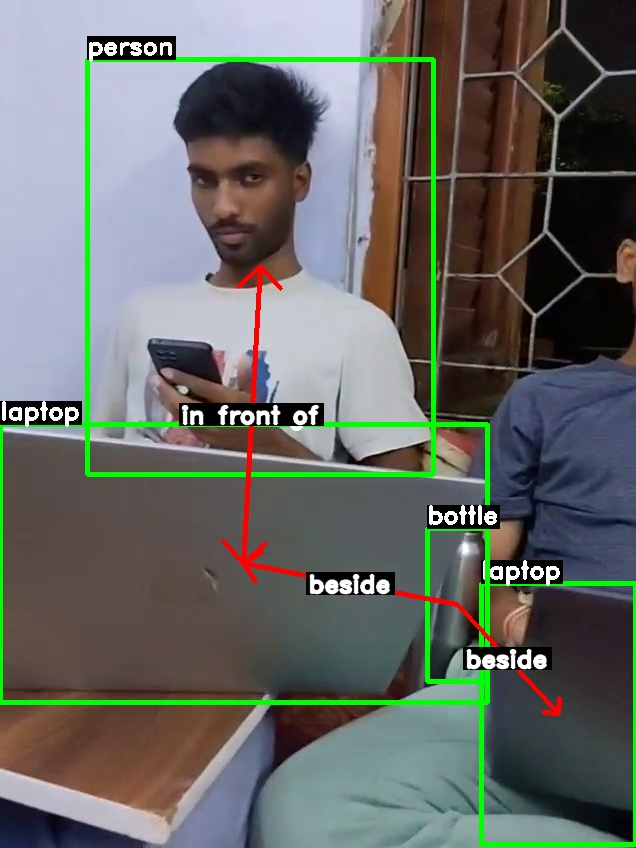 person
laptop
in front of
bottle
laptop
beside
beside